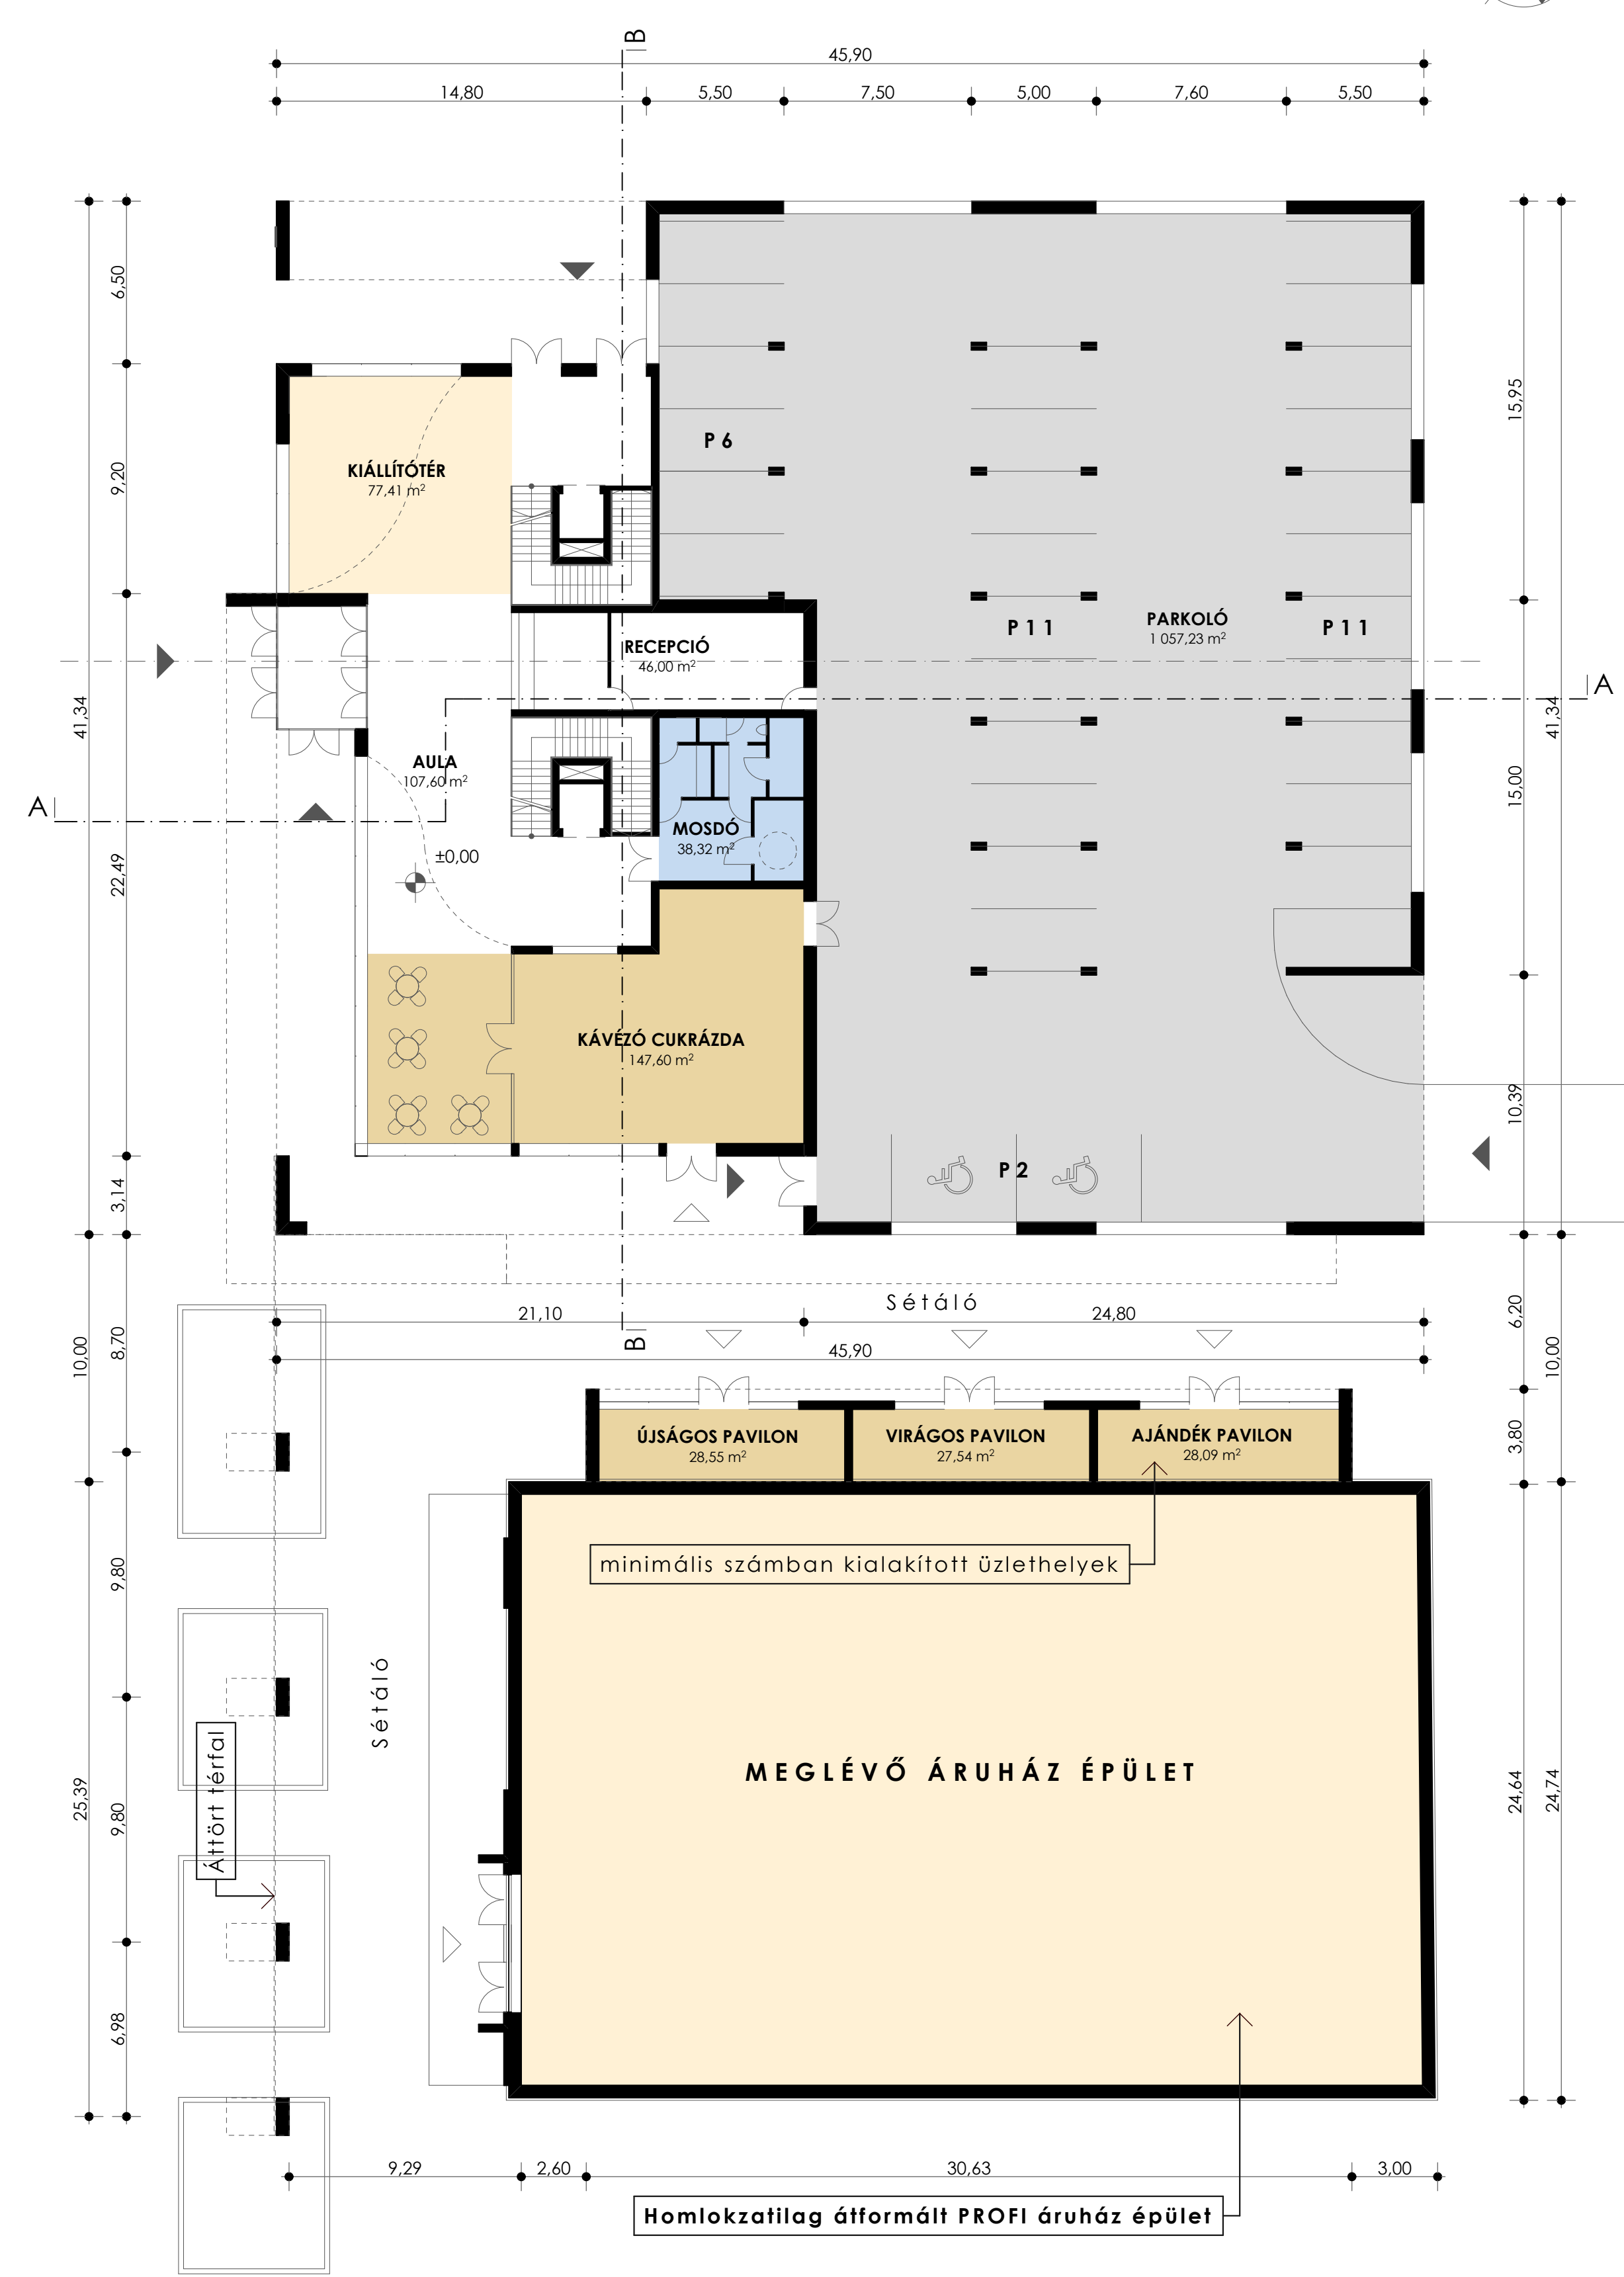 B
45,90
14,80
5,50
7,50
5,00
7,60
5,50
6,50
9,20
41,34
22,49
3,14
15,95
15,00
41,34
10,39
KIÁLLÍTÓTÉR
77,41 m²
P 6
RECEPCIÓ
46,00 m²
P 1 1
PARKOLÓ
1 057,23 m²
P 1 1
A
AULA
107,60 m²
A
±0,00
MOSDÓ
38,32 m²
KÁVÉZÓ CUKRÁZDA
147,60 m²
P 2
Sétáló
21,10
24,80
B
45,90
10,00
8,70
6,20
10,00
3,80
ÚJSÁGOS PAVILON
28,55 m²
VIRÁGOS PAVILON
27,54 m²
AJÁNDÉK PAVILON
28,09 m²
minimális számban kialakított üzlethelyek
9,80
Sétáló
Áttört térfal
MEGLÉVŐ ÁRUHÁZ ÉPÜLET
25,39
9,80
24,64
24,74
6,98
9,29
2,60
30,63
3,00
Homlokzatilag átformált PROFI áruház épület